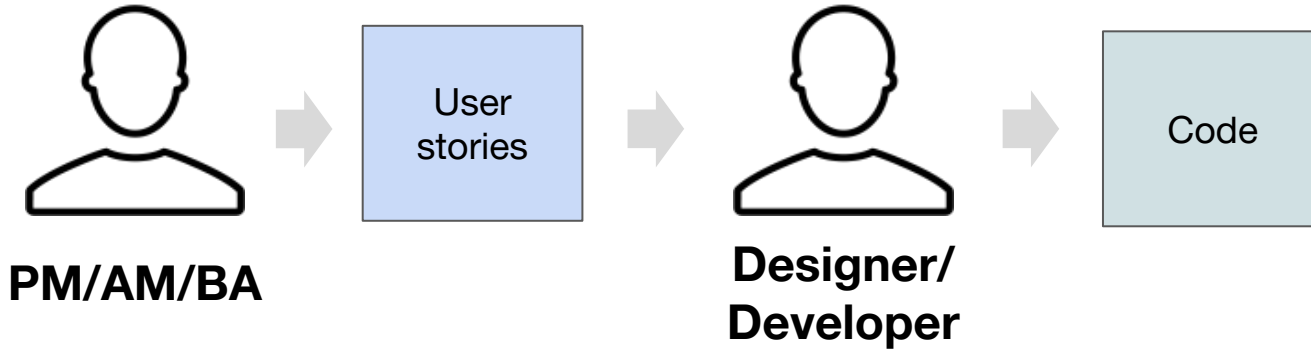 User
stories
Code
PM/AM/BA
Designer/
Developer